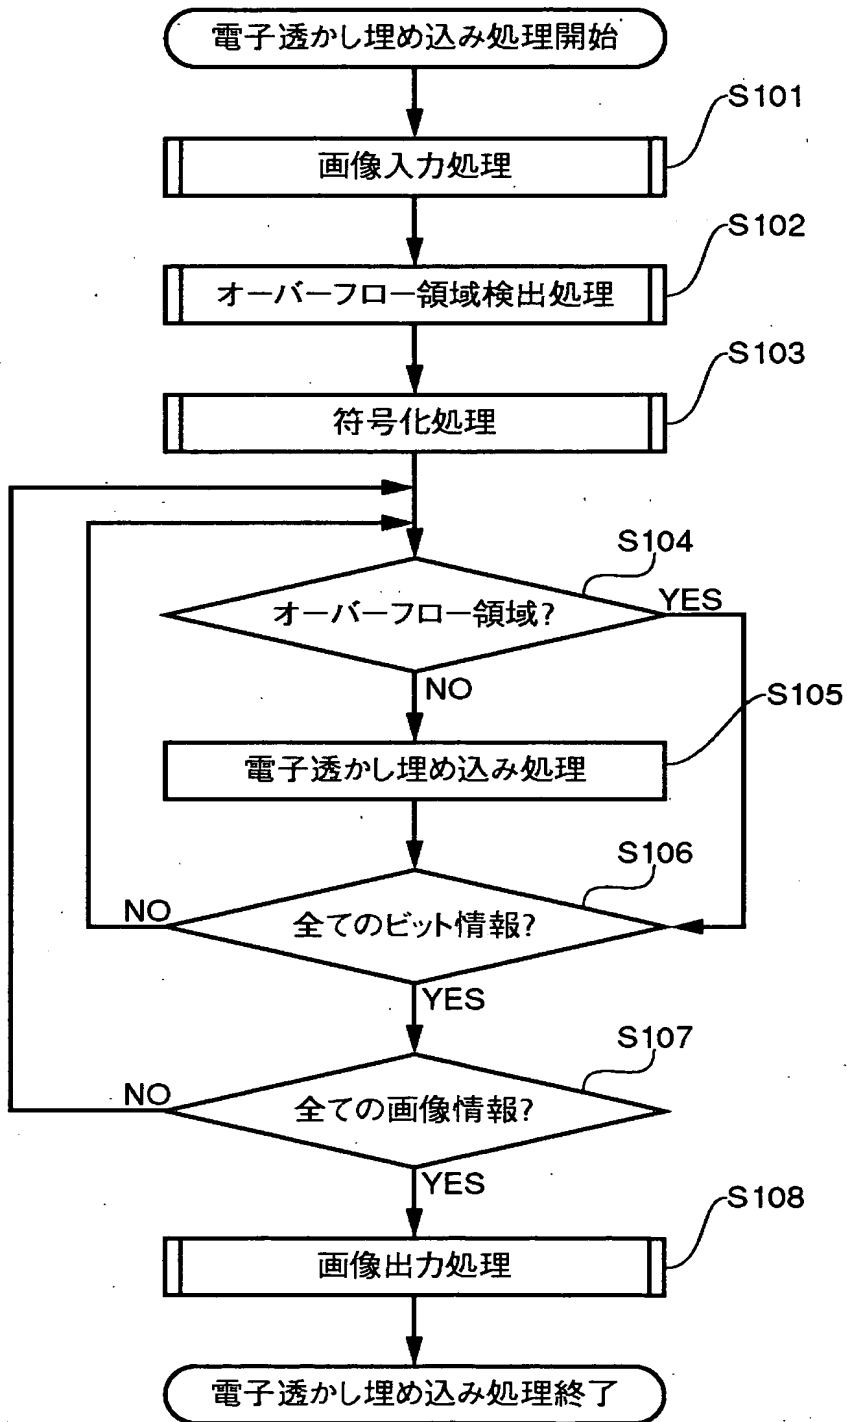 電子透かし埋め込み処理開始
S101
画像入力処理
S102
オーバーフロー領域検出処理
S103
符号化処理
S104
オーバーフロー領域?
YES
NO
S105
電子透かし埋め込み処理
S106
全てのビット情報?
NO
YES
S107
全ての画像情報?
NO
YES
S108
画像出力処理
電子透かし埋め込み処理終了